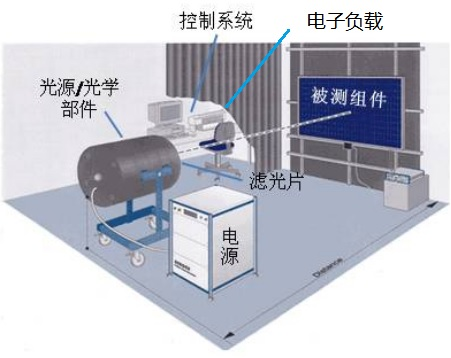 控制系统
电子负载
光源/光学
部件
被测组件
滤光片
电
源
Distance